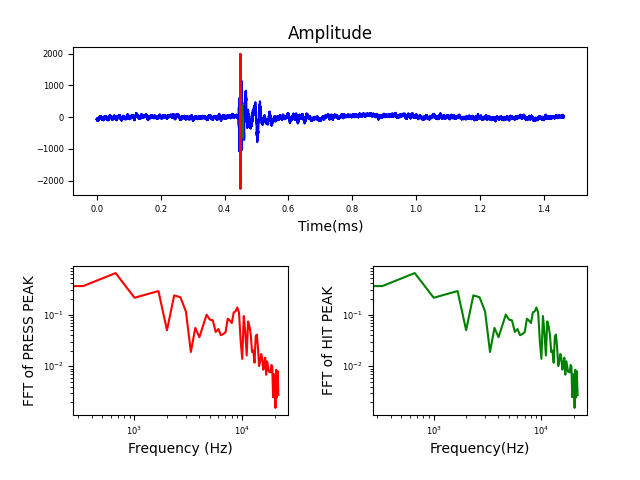 Amplitude
2000
1000
0
−1000
−2000
0.0 0.2 0.4 0.6 0.8 1.0 1.2 1.4
Time(ms)
FFT of PRESS PEAK
10⁻¹
10⁻²
10³ 10⁴
Frequency (Hz)
FFT of HIT PEAK
10⁻¹
10⁻²
10³ 10⁴
Frequency(Hz)